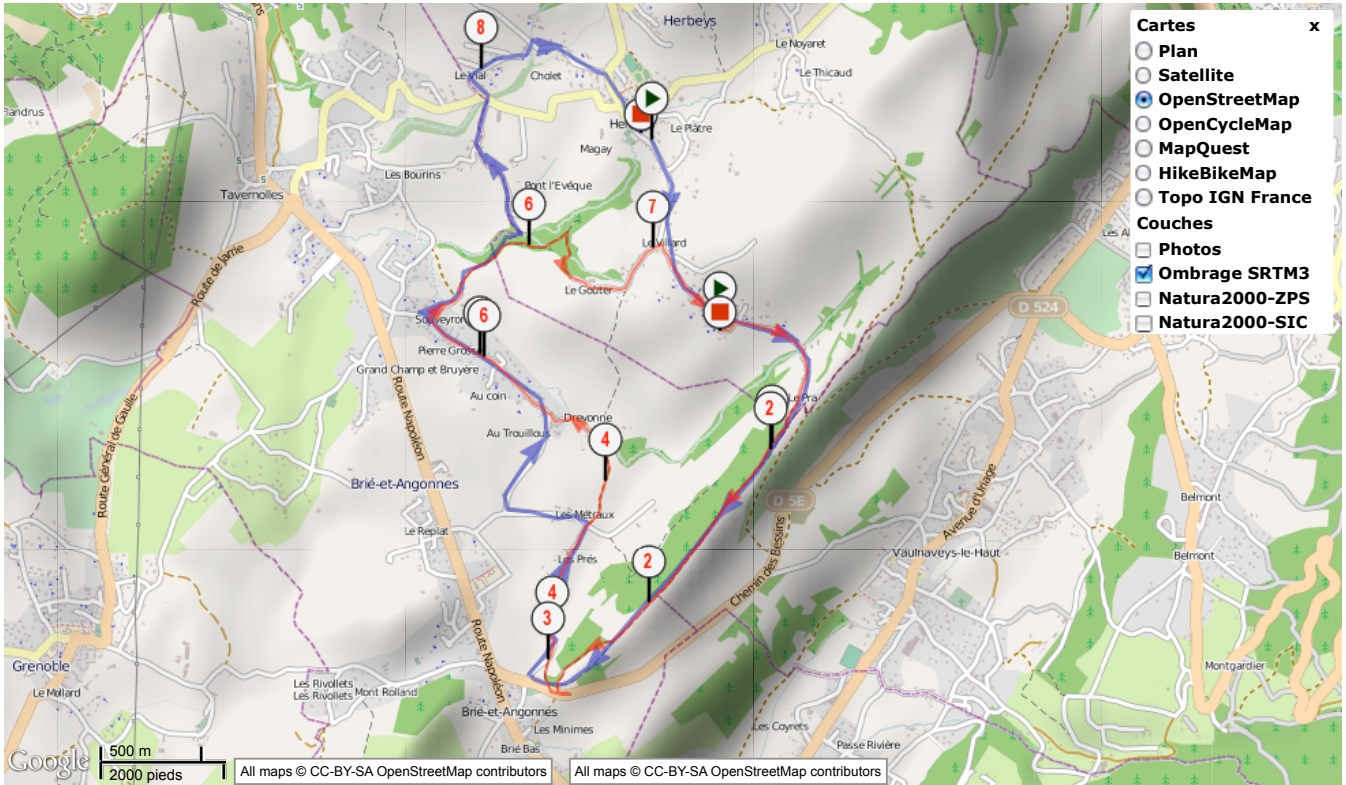 8
Herbeys
Le Noyaret
Le Thicaud
Le Vial
Cholet
Le Plâtre
Magay
Les Bourins
Pont l'Evêque
Tavernolles
S
S
6
7
Le Villard
Route de Jarrie
Le Goûter
6
Pierre Gross
Grand Champ et Bruyère
Au coin
Route Napoléon
Drevonne
Au Trouillous
4
2
Le Pra
D 524
Brié-et-Angonnes
Route Général de Gaulle
Le Replat
Les Métraux
D 5E
Avenue d'Uriage
Belmont
Les Prés
2
Chemin des Bessins
Vaulnaveys-le-Haut
Belmont
4
3
Route Napoléon
Grenoble
Le Mollard
Les Rivollets
Les Rivollets
Mont Rolland
Brié-et-Angonnes
Les Minimes
Brié Bas
Les Coyrets
Passe Rivière
Montgardier
Cartes x
Plan
Satellite
OpenStreetMap
OpenCycleMap
MapQuest
HikeBikeMap
Topo IGN France
Couches
Photos
Ombrage SRTM3
Natura2000-ZPS
Natura2000-SIC
Google
500 m
2000 pieds
All maps © CC-BY-SA OpenStreetMap contributors
All maps © CC-BY-SA OpenStreetMap contributors